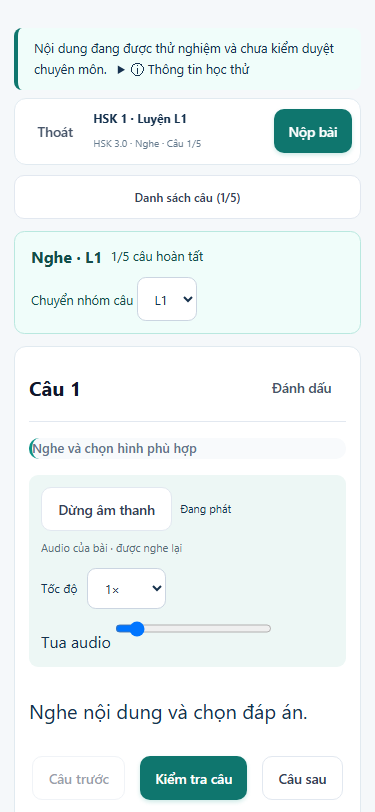 Nội dung đang được thử nghiệm và chưa kiểm duyệt
chuyên môn. ▶ ⓘ Thông tin học thử
Thoát
HSK 1 · Luyện L1
HSK 3.0 · Nghe · Câu 1/5
Nộp bài
Danh sách câu (1/5)
Nghe · L1 1/5 câu hoàn tất
Chuyển nhóm câu L1
Câu 1
Đánh dấu
Nghe và chọn hình phù hợp
Dừng âm thanh Đang phát
Audio của bài · được nghe lại
Tốc độ 1×
Tua audio
Nghe nội dung và chọn đáp án.
Câu trước Kiểm tra câu Câu sau